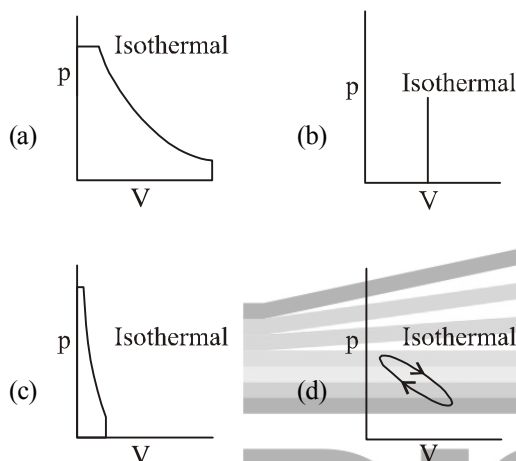 Isothermal
p
(a)
V
Isothermal
p
(b)
V
Isothermal
p
(c)
V
Isothermal
p
(d)
V